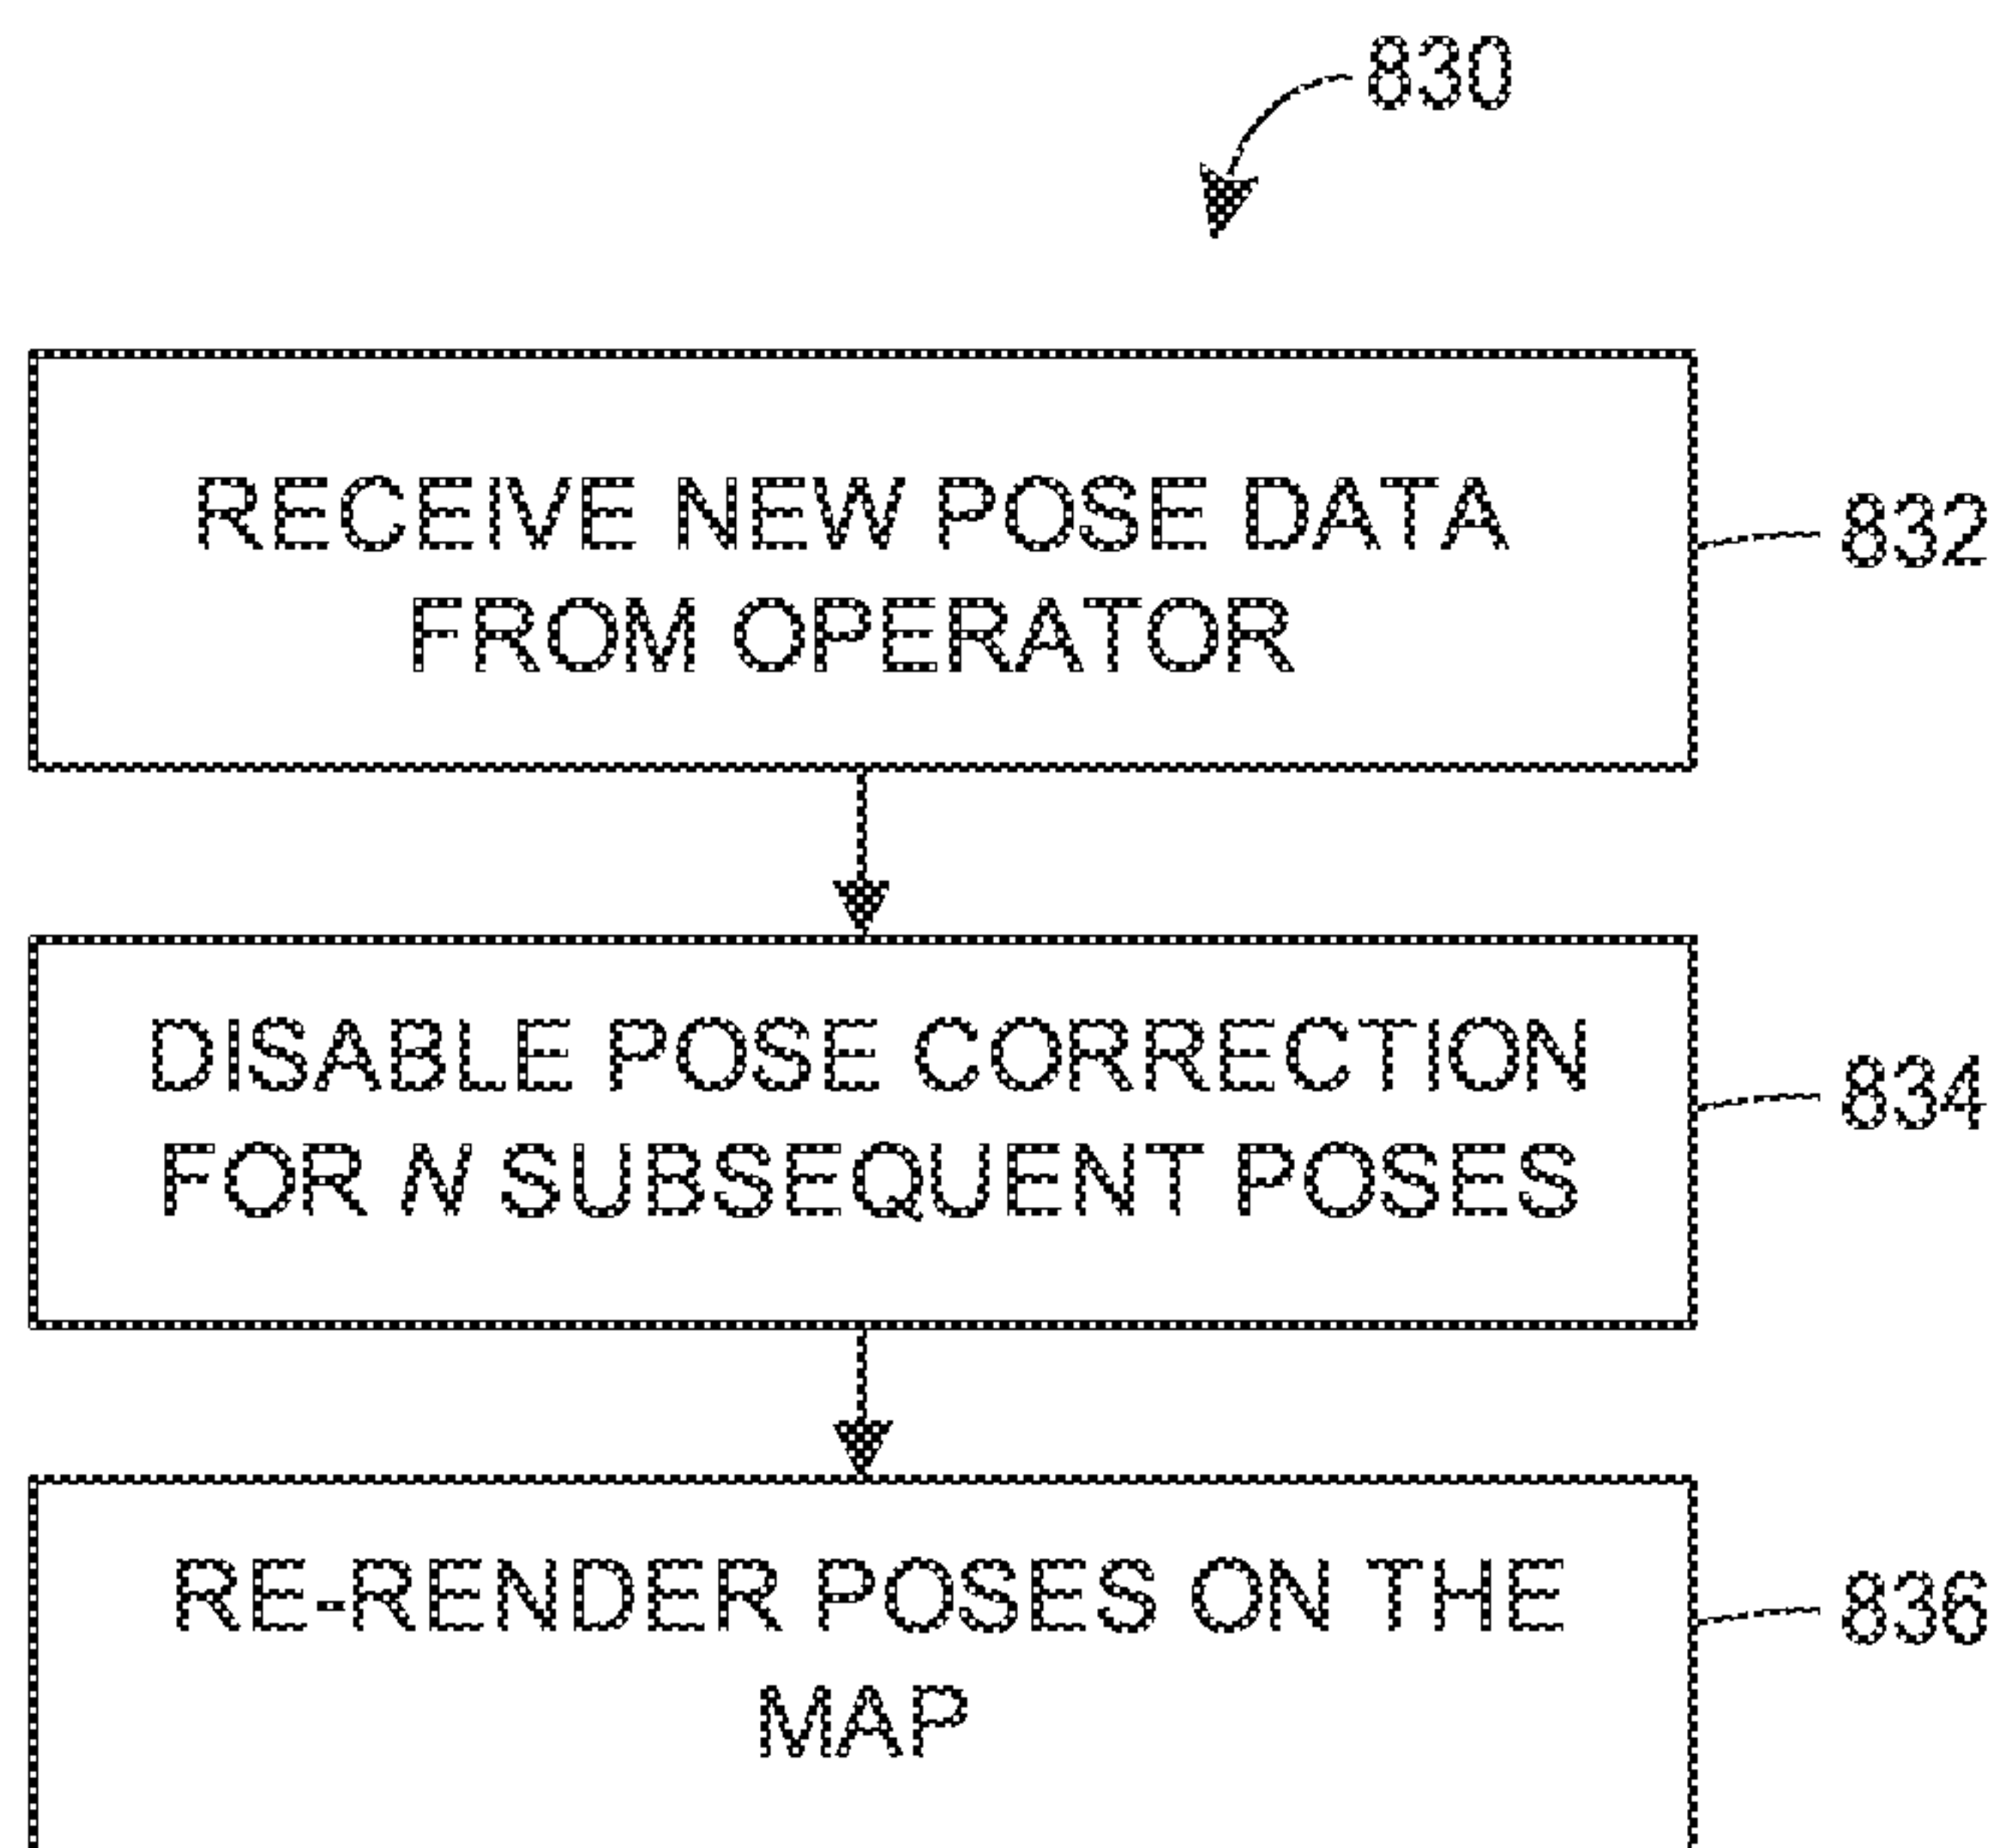 830
RECEIVE NEW POSE DATA
FROM OPERATOR
832
DISABLE POSE CORRECTION
FOR N SUBSEQUENT POSES
834
RE-RENDER POSES ON THE
MAP
836